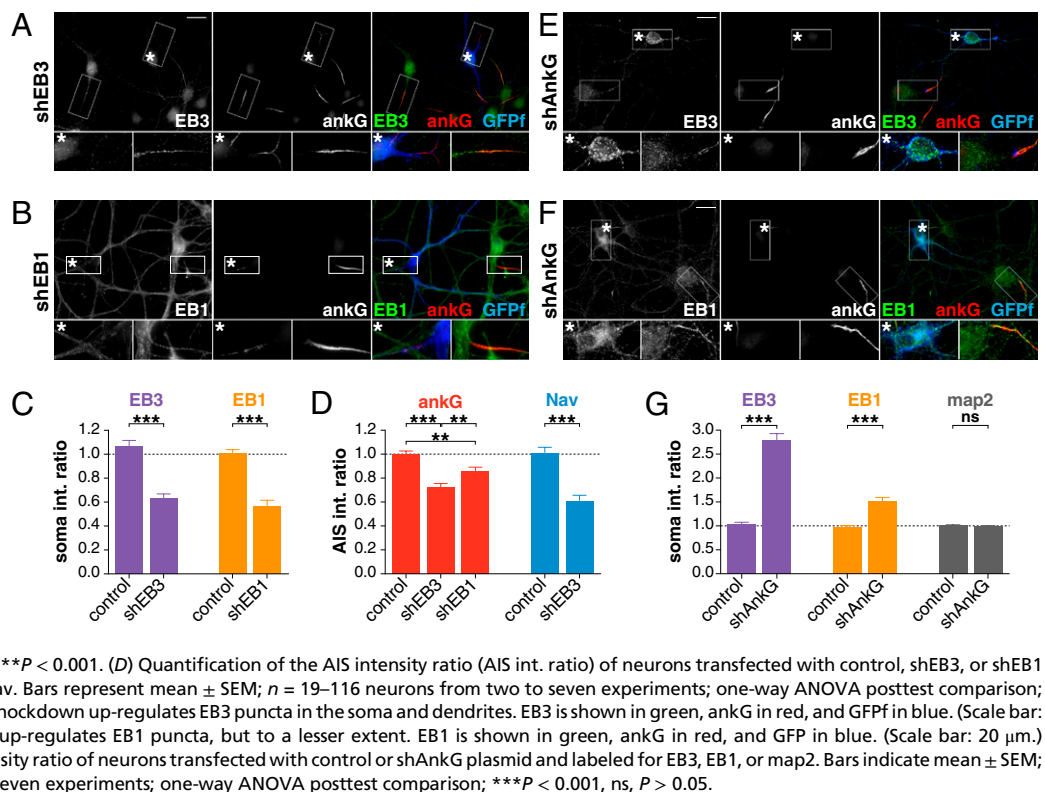 A
shEB3
*
EB3
*
ankG
*
EB3 ankG GFPf
*
*
*
B
shEB1
*
EB1
*
ankG
*
EB1 ankG GFPf
*
*
*
E
shAnkG
*
EB3
*
ankG
*
EB3 ankG GFPf
*
*
*
F
shAnkG
*
EB1
*
ankG
*
EB1 ankG GFPf
*
*
*
C
EB3 EB1
*** ***
soma int. ratio
1.2
1.0
0.8
0.6
0.4
0.2
0.0
control shEB3 control shEB1
D
ankG Nav
*** ** ***
**
AIS int. ratio
1.2
1.0
0.8
0.6
0.4
0.2
0.0
control shEB3 shEB1 control shEB3
G
EB3 EB1 map2
*** *** ns
soma int. ratio
3.0
2.5
2.0
1.5
1.0
0.5
0.0
control shAnkG control shAnkG control shAnkG
**P < 0.001. (D) Quantification of the AIS intensity ratio (AIS int. ratio) of neurons transfected with control, shEB3, or shEB1
av. Bars represent mean ± SEM; n = 19–116 neurons from two to seven experiments; one-way ANOVA posttest comparison;
nockdown up-regulates EB3 puncta in the soma and dendrites. EB3 is shown in green, ankG in red, and GFPf in blue. (Scale bar:
up-regulates EB1 puncta, but to a lesser extent. EB1 is shown in green, ankG in red, and GFP in blue. (Scale bar: 20 μm.)
sity ratio of neurons transfected with control or shAnkG plasmid and labeled for EB3, EB1, or map2. Bars indicate mean ± SEM;
seven experiments; one-way ANOVA posttest comparison; ***P < 0.001, ns, P > 0.05.